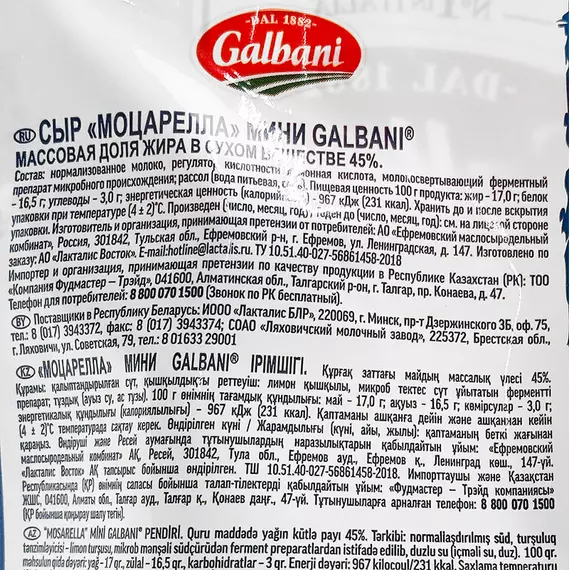 DAL 1882
Galbani
RU СЫР «МОЦАРЕЛЛА» МИНИ GALBANI®
МАССОВАЯ ДОЛЯ ЖИРА В СУХОМ ВЕЩЕСТВЕ 45%.
Состав: нормализованное молоко, регулятор кислотности лимонная кислота, молокосвертывающий ферментный
препарат микробного происхождения; рассол (вода питьевая, соль). Пищевая ценность 100 г продукта: жир - 17,0 г; белок
- 16,5 г; углеводы - 3,0 г; энергетическая ценность (калорийность) - 967 кДж (231 ккал). Хранить до и после вскрытия
упаковки при температуре (4 ± 2)°С. Произведен (число, месяц, год) / Годен до (число, месяц, год): см. на лицевой стороне
упаковки. Изготовитель и организация, принимающая претензии от потребителей: АО «Ефремовский маслосыродельный
комбинат», Россия, 301842, Тульская обл., Ефремовский р-н, г. Ефремов, ул. Ленинградская, д. 147. Изготовлено по
заказу: АО «Лакталис Восток». E-mail:hotline@lactalis.ru. ТУ 10.51.40-027-56861458-2018
Импортер и организация, принимающая претензии по качеству продукции в Республике Казахстан (РК): ТОО
«Компания Фудмастер – Трэйд», 041600, Алматинская обл., Талгарский р-он, г. Талгар, пр. Конаева, д. 47.
Телефон для потребителей: 8 800 070 1500 (Звонок по РК бесплатный).
BY Поставщики в Республику Беларусь: ИООО «Лакталис БЛР», 220069, г. Минск, пр-т Дзержинского 3Б, оф. 75,
тел.: 8 (017) 3943372, факс: 8 (017) 3943374; СОАО «Ляховичский молочный завод», 225372, Брестская обл.,
г. Ляховичи, ул. Советская, 79, тел.: 8 01633 29001
KZ «МОЦАРЕЛЛА» МИНИ GALBANI® ІРІМШІГІ. Құрғақ заттағы майдың массалық үлесі 45%.
Құрамы: қалыптандырылған сүт, қышқылдықты реттеуіш: лимон қышқылы, микроб тектес сүт ұйытатын ферментті
препарат; тұздық (ауыз су, ас тұзы). 100 г өнімнің тағамдық құндылығы: май - 17,0 г; ақуыз - 16,5 г; көмірсулар - 3,0 г;
энергетикалық құндылығы (калориялылығы) - 967 кДж (231 ккал). Қаптаманы ашқанға дейін және ашқаннан кейін
(4 ± 2)°С температурада сақтау керек. Өндірілген күні / Жарамдылығы (күні, айы, жылы): қаптаманың беткі жағынан
қараңыз. Өндіруші және Ресей аумағында тұтынушылардың наразылықтарын қабылдайтын ұйым: «Ефремовский
маслосыродельный комбинат» АҚ, Ресей, 301842, Тула обл., Ефремов ауд., Ефремов қ., Ленинград көш., 147-үй.
«Лакталис Восток» АҚ тапсырыс бойынша өндірілген. ТШ 10.51.40-027-56861458-2018. Импорттаушы және Қазақстан
Республикасында (ҚР) өнімнің сапасы бойынша талап-тілектерді қабылдайтын ұйым: «Фудмастер – Трэйд компаниясы»
ЖШС, 041600, Алматы обл., Талғар ауд., Талғар қ., Қонаев даңғ., 47-үй. Тұтынушыларға арналған телефон: 8 800 070 1500
(ҚР бойынша қоңырау шалу тегін).
AZ "MOSARELLA" MİNİ GALBANI® PENDİRİ. Quru maddədə yağın kütlə payı 45%. Tərkibi: normallaşdırılmış süd, turşuluq
tənzimləyicisi - limon turşusu, mikrob mənşəli südçürüdən ferment preparatlardan istifadə edilib, duzlu su (içməli su, duz). 100 qr.
məhsulun qida dəyəri: yağ - 17 qr., zülal - 16,5 qr., karbohidratlar – 3 qr. Enerji dəyəri: 967 kilocoul/231 kkal. Saxlama temperaturu